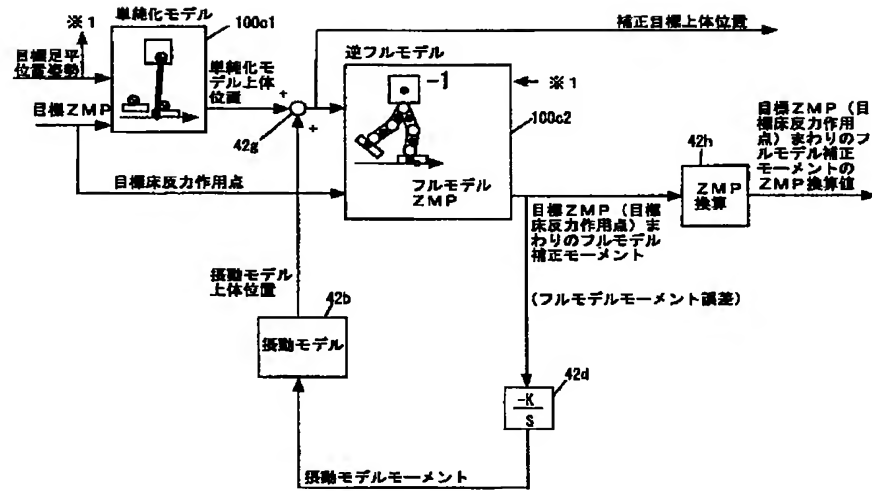 ※1
単純化モデル
100c1
目標足平
位置姿勢
目標ZMP
単純化モ
デル上体
位置
+
+
42g
補正目標上体位置
逆フルモデル
-1
※1
100c2
フルモデル
ZMP
目標床反力作用点
42h
ZMP
換算
目標ZMP(目
標床反力作用
点)まわりのフ
ルモデル補正
モーメントの
ZMP換算値
目標ZMP(目標
床反力作用点)ま
わりのフルモデル
補正モーメント
(フルモデルモーメント誤差)
摂動モデル
上体位置
42b
摂動モデル
42d
-K
S
摂動モデルモーメント